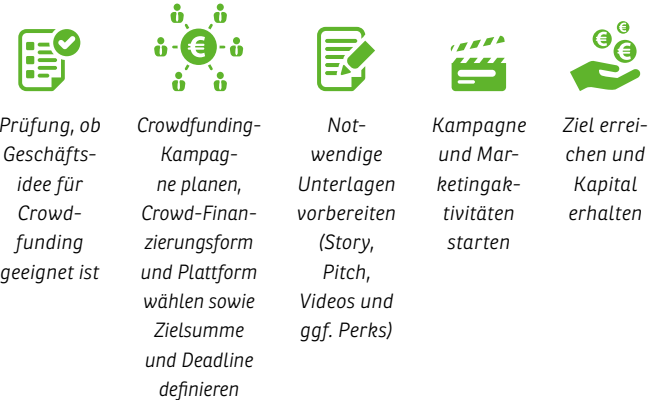 Prüfung, ob
Geschäfts-
idee für
Crowd-
funding
geeignet ist
Crowdfunding-
Kampag-
ne planen,
Crowd-Finan-
zierungsform
und Plattform
wählen sowie
Zielsumme
und Deadline
definieren
Not-
wendige
Unterlagen
vorbereiten
(Story,
Pitch,
Videos und
ggf. Perks)
Kampagne
und Mar-
ketingak-
tivitäten
starten
Ziel errei-
chen und
Kapital
erhalten